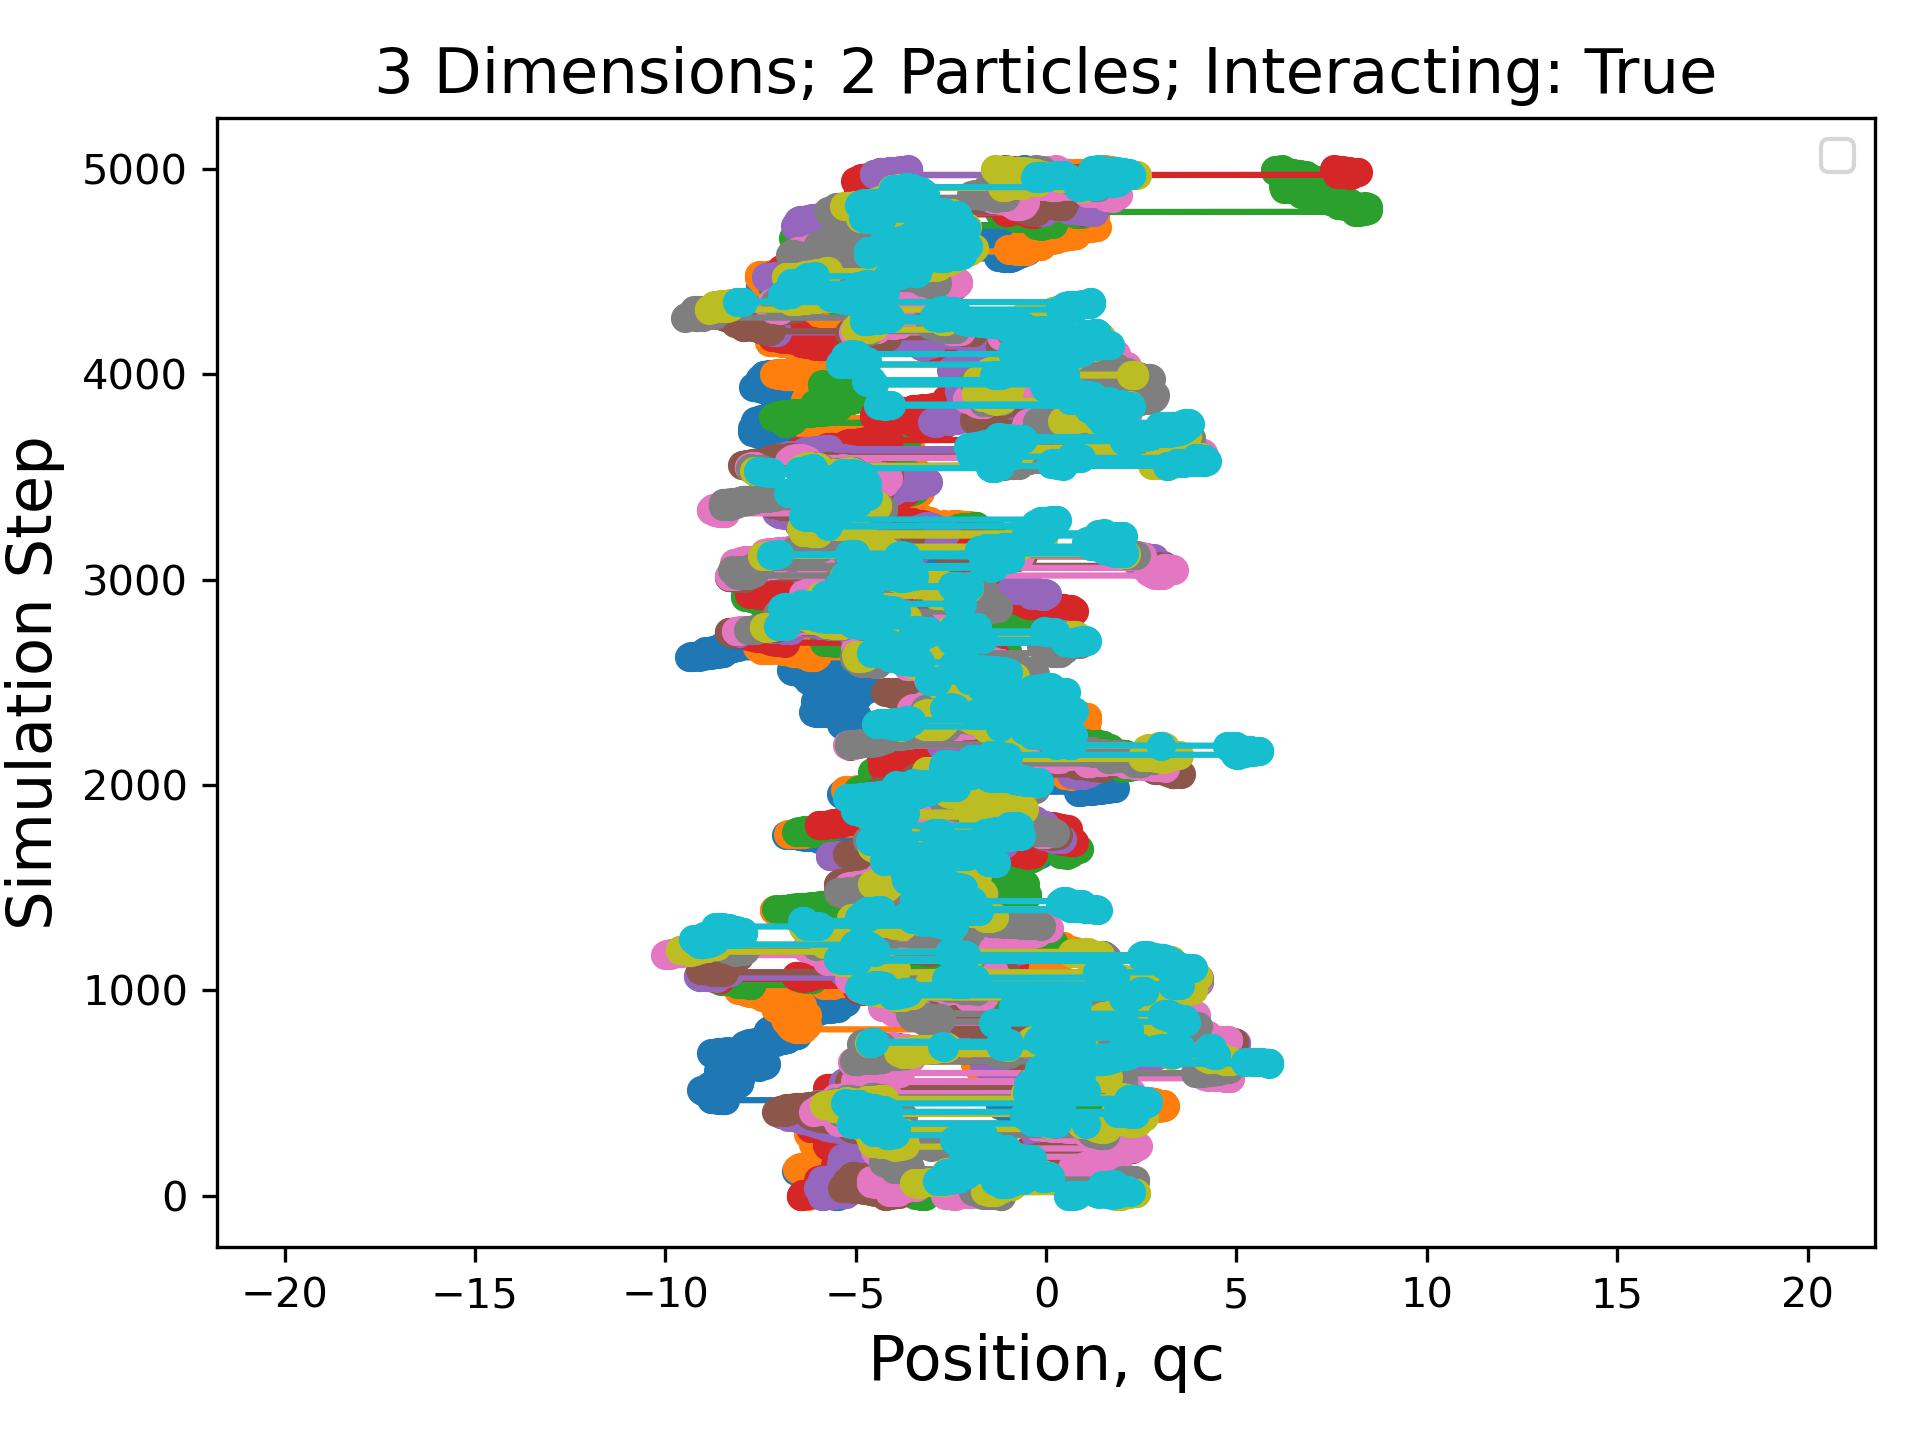 3 Dimensions; 2 Particles; Interacting: True
Simulation Step
5000
4000
3000
2000
1000
0
−20 −15 −10 −5 0 5 10 15 20
Position, qc